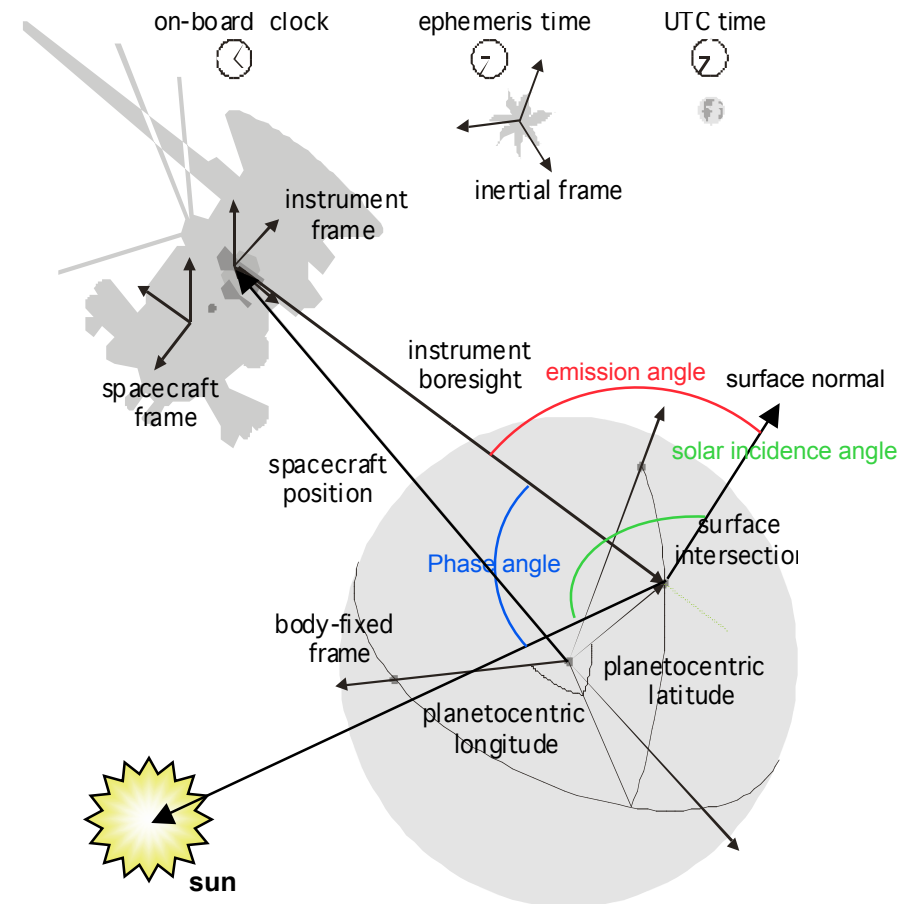 on-board clock
ephemeris time
UTC time
inertial frame
instrument
frame
spacecraft
frame
instrument
boresight
emission angle
surface normal
solar incidence angle
spacecraft
position
surface
intersection
Phase angle
body-fixed
frame
planetocentric
latitude
planetocentric
longitude
sun